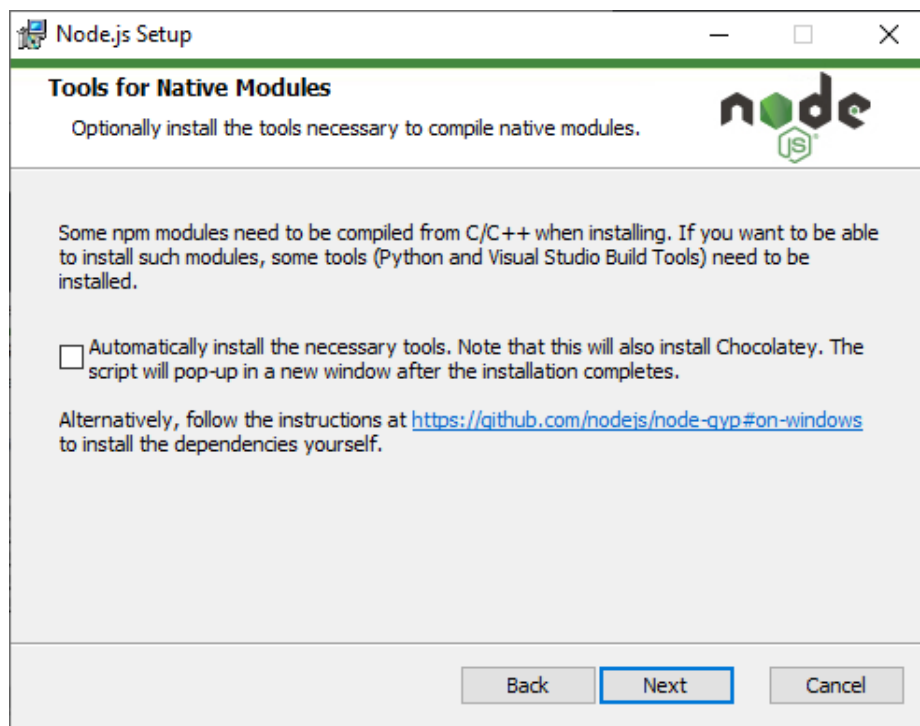 Node.js Setup
Tools for Native Modules
Optionally install the tools necessary to compile native modules.
node
JS
Some npm modules need to be compiled from C/C++ when installing. If you want to be able
to install such modules, some tools (Python and Visual Studio Build Tools) need to be
installed.
Automatically install the necessary tools. Note that this will also install Chocolatey. The
script will pop-up in a new window after the installation completes.
Alternatively, follow the instructions at https://github.com/nodejs/node-gyp#on-windows
to install the dependencies yourself.
Back
Next
Cancel